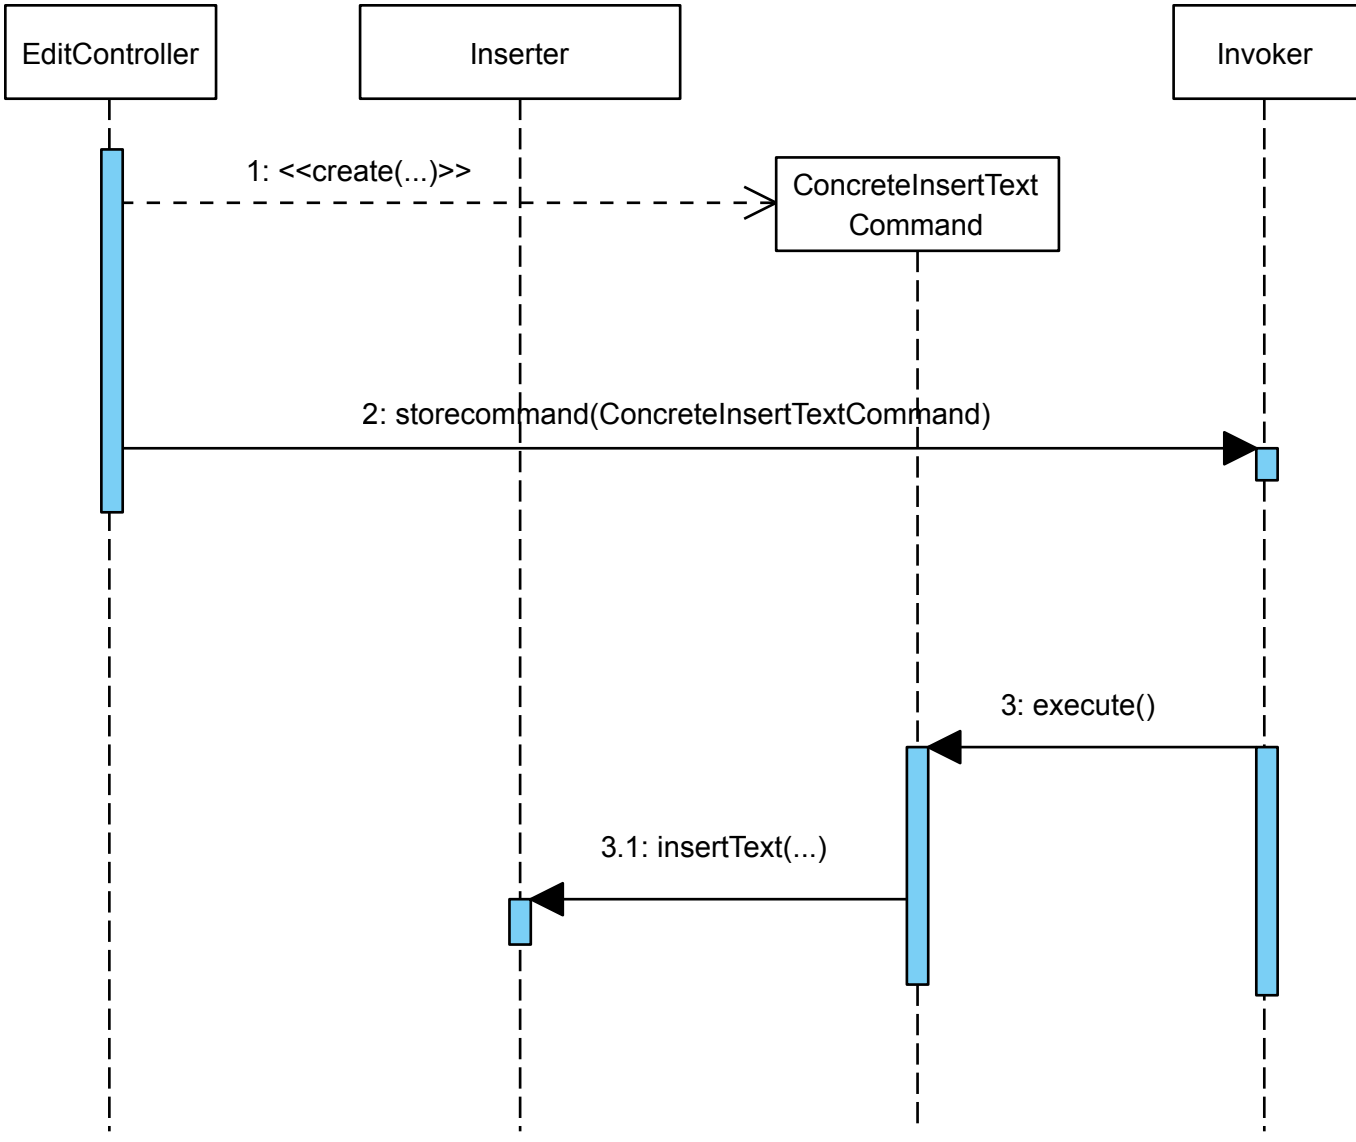 EditController
Inserter
Invoker
1: <<create(...)>>
ConcreteInsertText
Command
2: storecommand(ConcreteInsertTextCommand)
3: execute()
3.1: insertText(...)